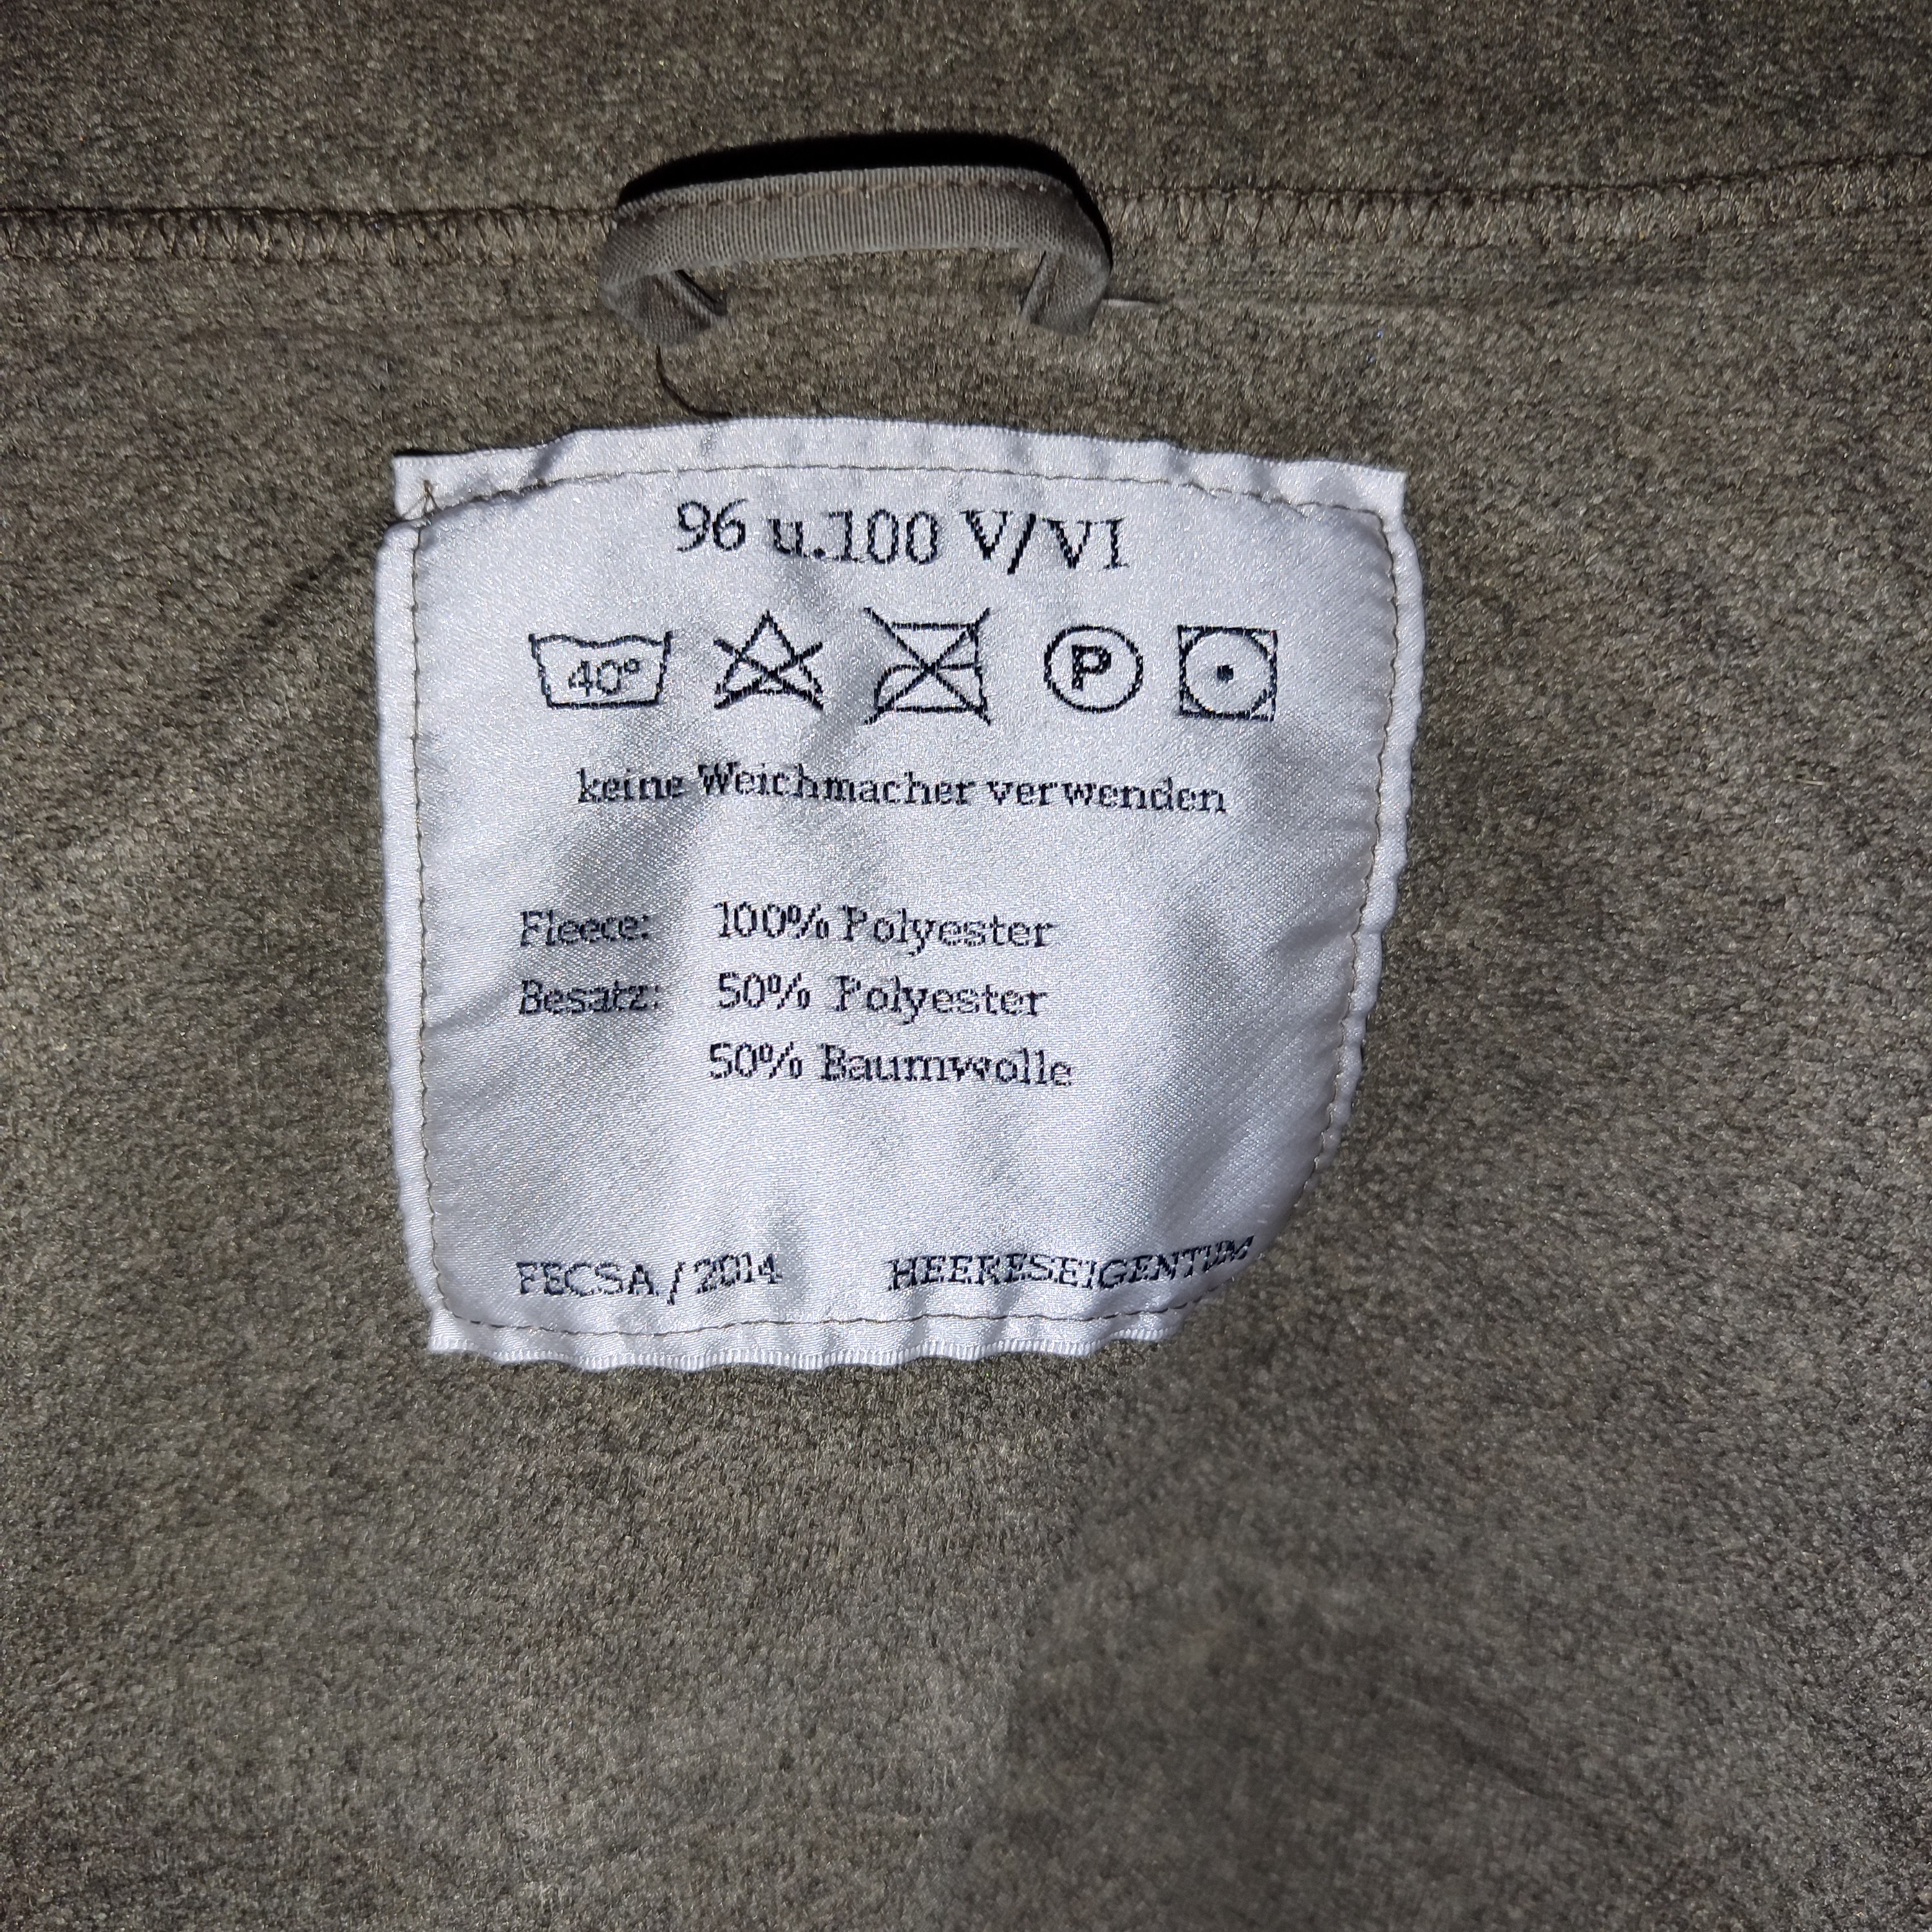 96 u.100 V/VI
40°
P
keine Weichmacher verwenden
Fleece: 100% Polyester
Besatz: 50% Polyester
50% Baumwolle
FECSA / 2014 HEERESEIGENTUM